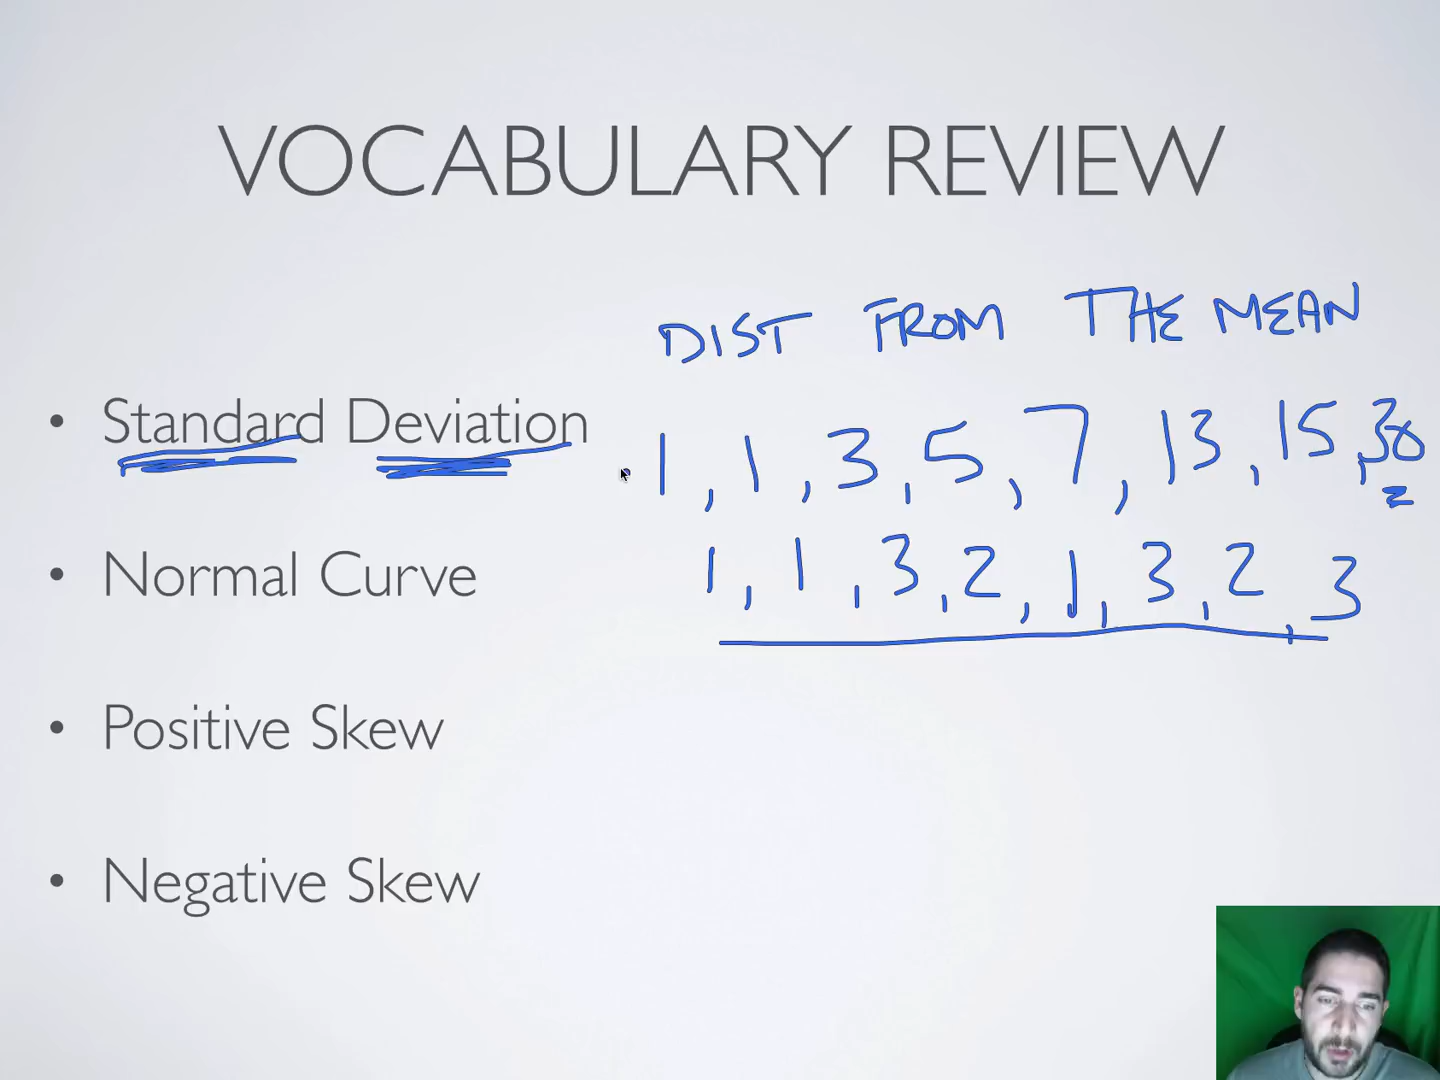 VOCABULARY REVIEW
DIST FROM THE MEAN
• Standard Deviation
1, 1, 3, 5, 7, 13, 15, 30
1, 1, 3, 2, 1, 3, 2, 3
• Normal Curve
• Positive Skew
• Negative Skew